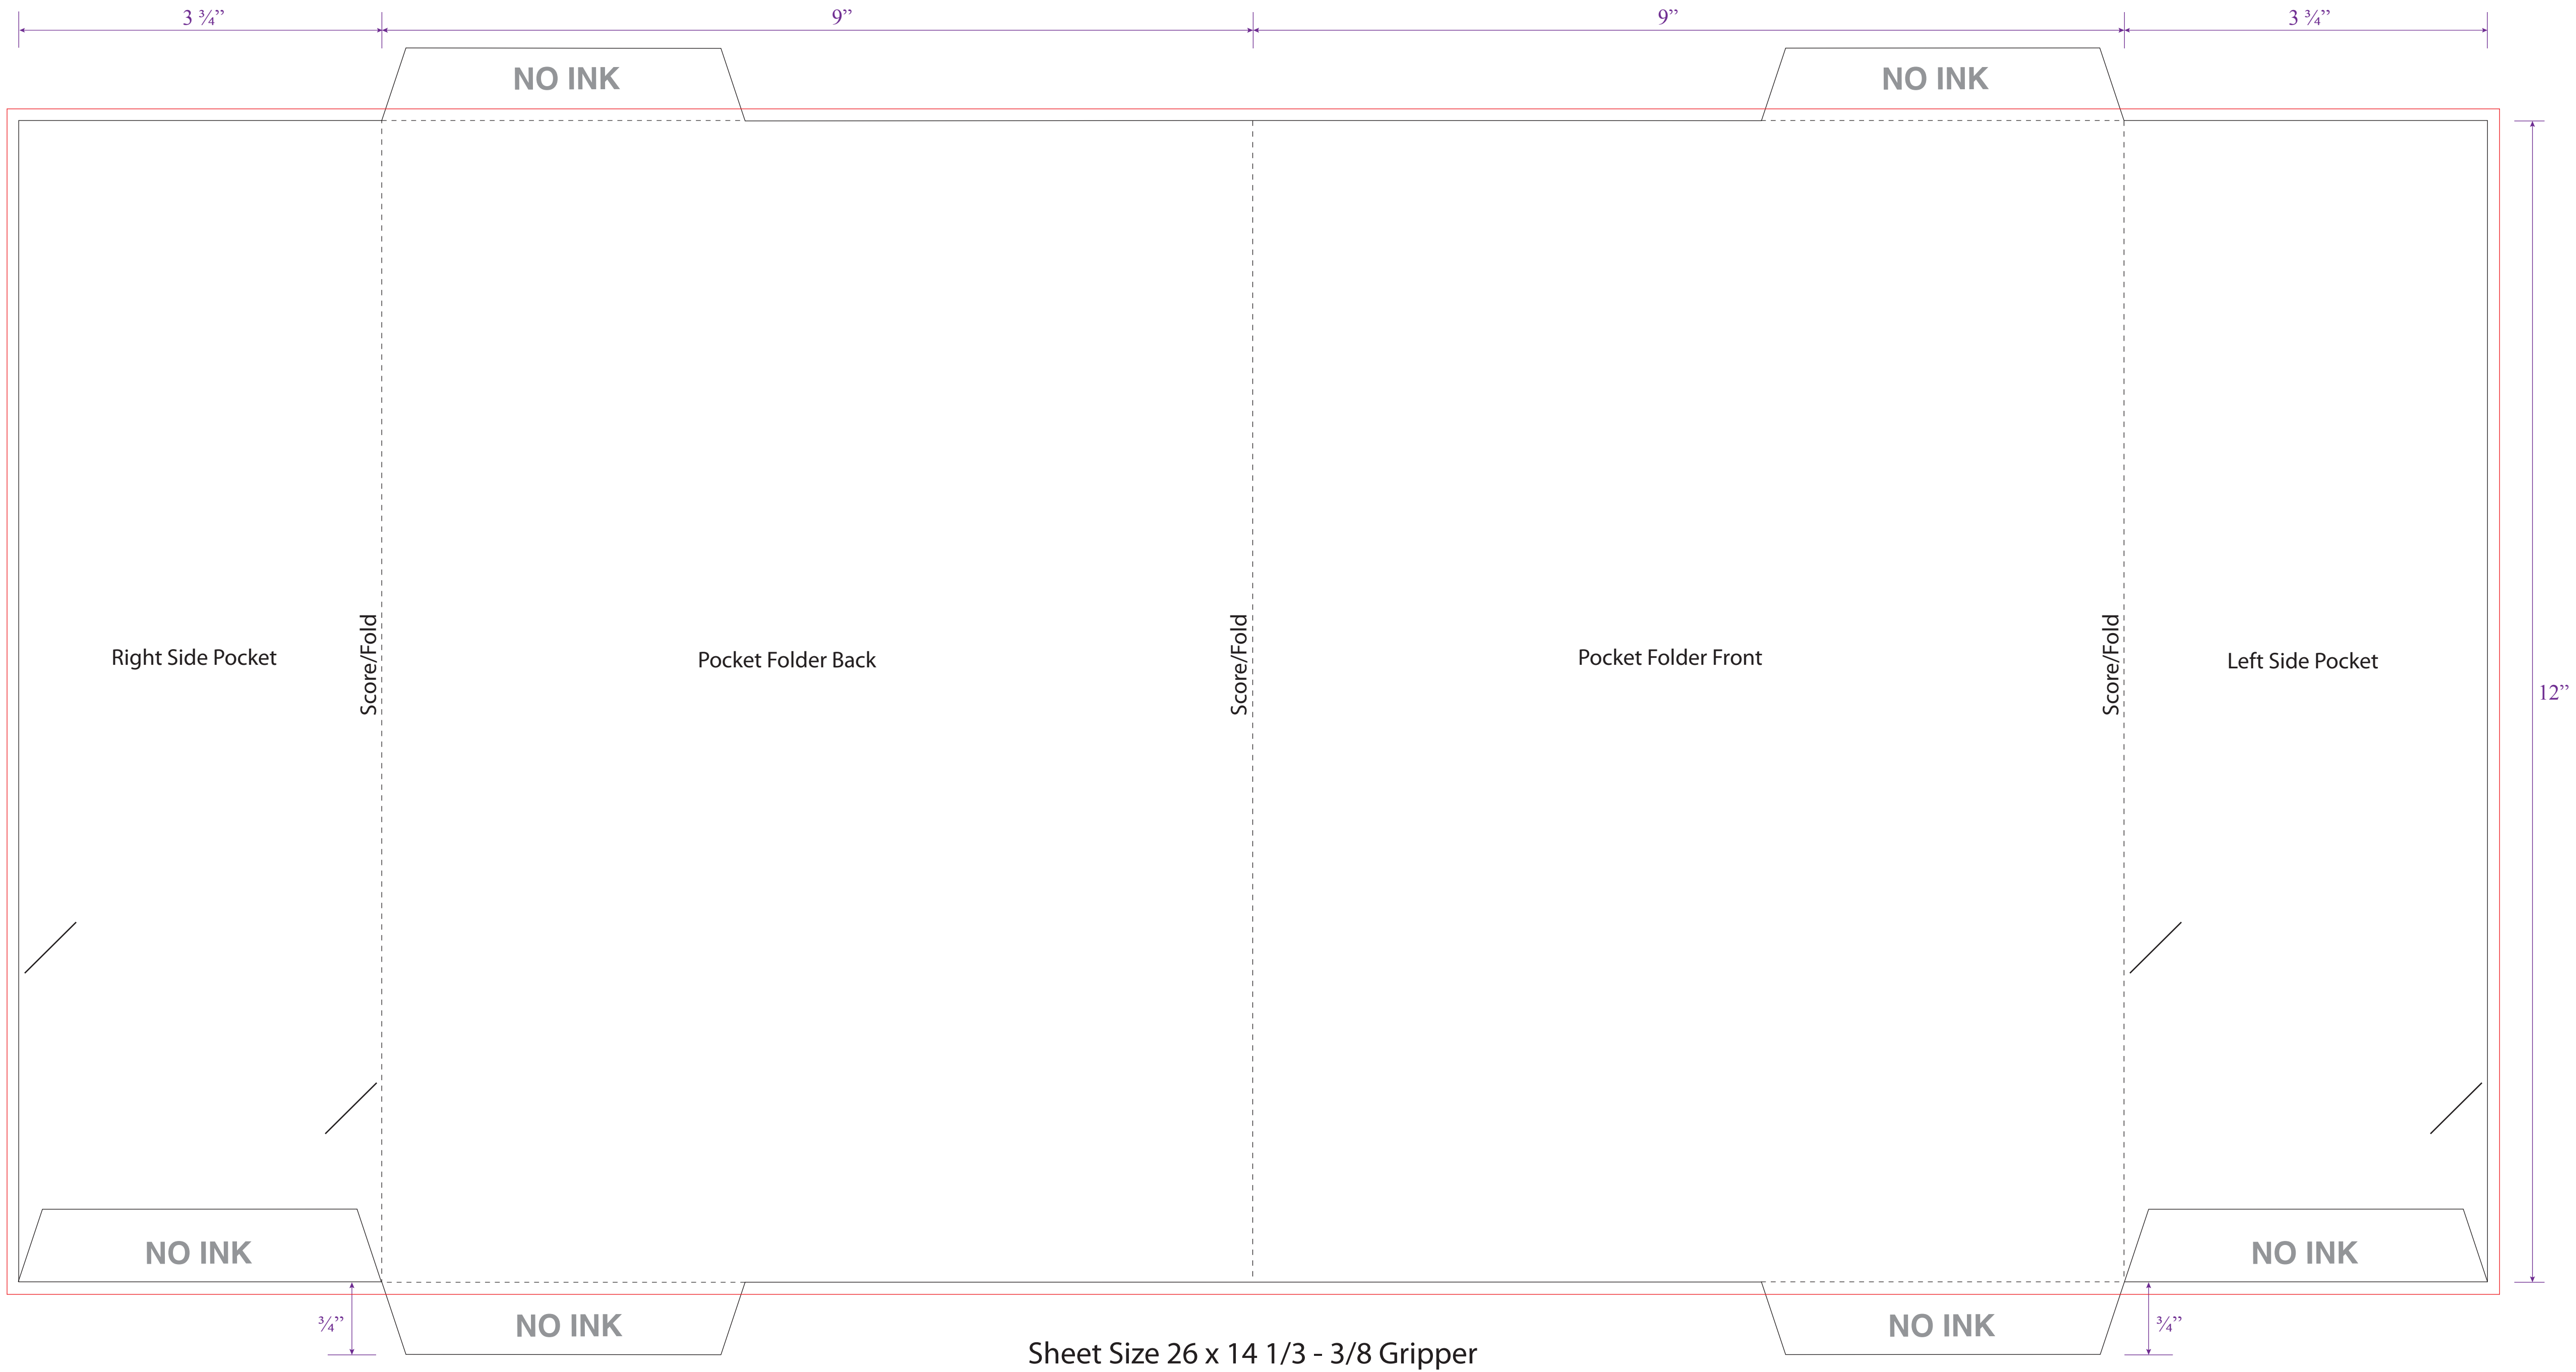 3 ¾”
9”
9”
3 ¾”
NO INK
NO INK
Right Side Pocket
Score/Fold
Pocket Folder Back
Score/Fold
Pocket Folder Front
Score/Fold
Left Side Pocket
12”
NO INK
NO INK
¾”
NO INK
NO INK
¾”
Sheet Size 26 x 14 1/3 - 3/8 Gripper